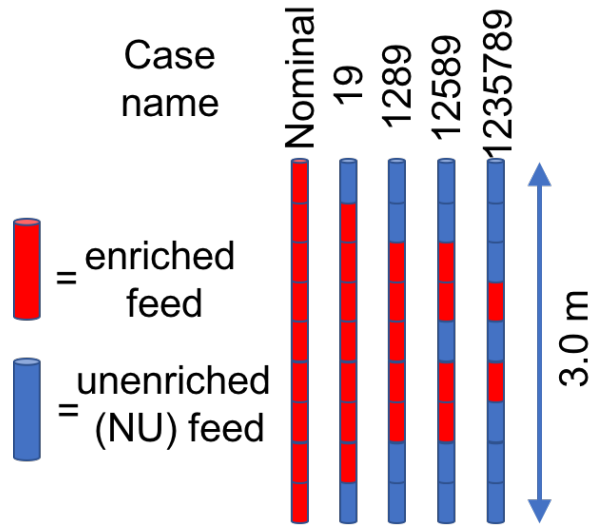 Case
name
Nominal
19
1289
12589
1235789
= enriched
feed
= unenriched
(NU) feed
3.0 m